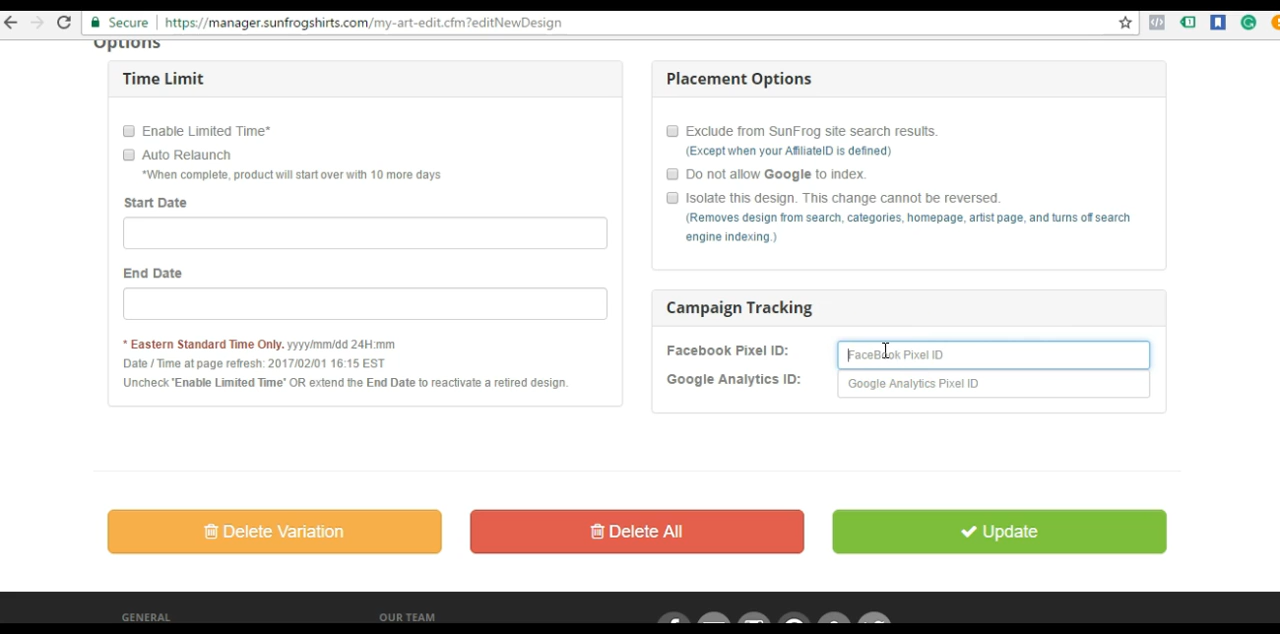 Secure | https://manager.sunfrogshirts.com/my-art-edit.cfm?editNewDesign
Options
Time Limit
Enable Limited Time*
Auto Relaunch
*When complete, product will start over with 10 more days
Start Date
End Date
* Eastern Standard Time Only. yyyy/mm/dd 24H:mm
Date / Time at page refresh: 2017/02/01 16:15 EST
Uncheck 'Enable Limited Time' OR extend the End Date to reactivate a retired design.
Placement Options
Exclude from SunFrog site search results.
(Except when your AffiliateID is defined)
Do not allow Google to index.
Isolate this design. This change cannot be reversed.
(Removes design from search, categories, homepage, artist page, and turns off search
engine indexing.)
Campaign Tracking
Facebook Pixel ID:
FaceBook Pixel ID
Google Analytics ID:
Google Analytics Pixel ID
Delete Variation
Delete All
Update
GENERAL
OUR TEAM